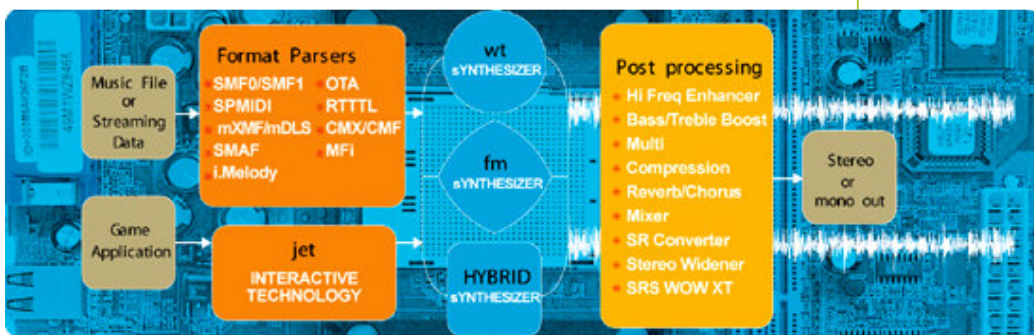 Music File
or
Streaming
Data
Format Parsers
SMF0/SMF1
SPMIDI
mXMF/mDLS
SMAF
i.Melody
OTA
RTTTL
CMX/CMF
MFi
Game
Application
jet
INTERACTIVE
TECHNOLOGY
wt
sYNTHESIZER
fm
sYNTHESIZER
HYBRID
sYNTHESIZER
Post processing
Hi Freq Enhancer
Bass/Treble Boost
Multi
Compression
Reverb/Chorus
Mixer
SR Converter
Stereo Widener
SRS WOW XT
Stereo
or
mono out